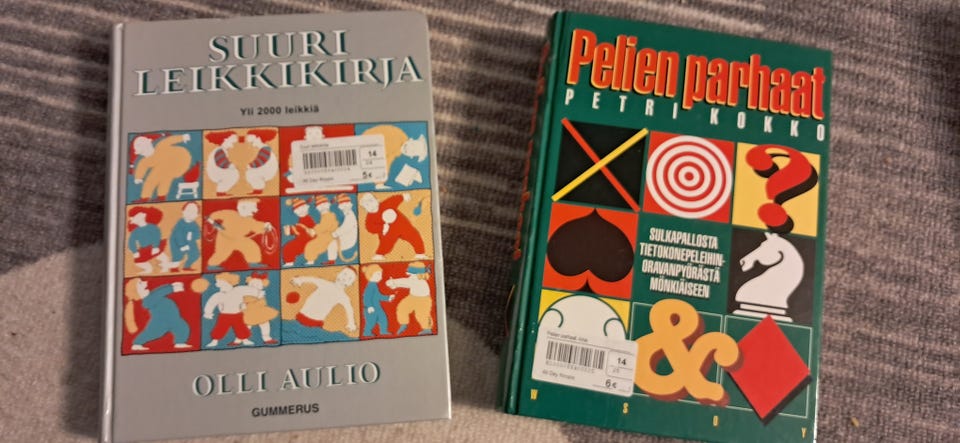 SUURI
LEIKKIKIRJA
Yli 2000 leikkiä
14
5€
OLLI AULIO
GUMMERUS
Pelien parhaat
PETRI KOKKO
?
SULKAPALLOSTA
TIETOKONEPELEIHIN-
ORAVANPYÖRÄSTÄ
MÖNKIÄISEEN
&
14
6€
WSOY